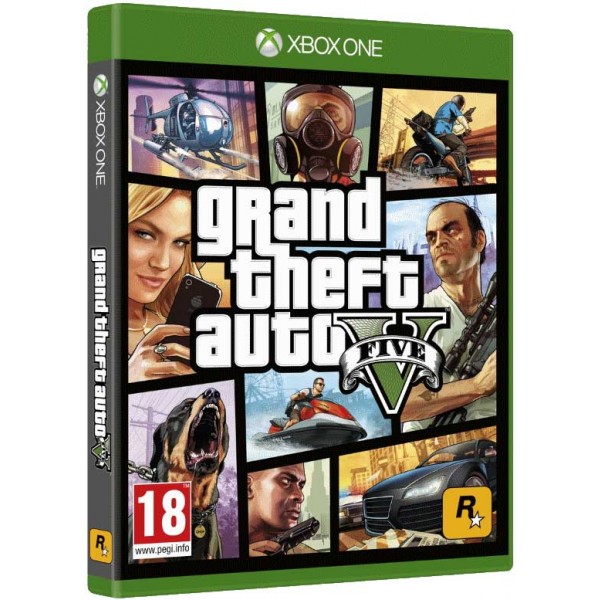 XBOX ONE
XBOX ONE
grand theft auto V
R
grand
theft
auto V
FIVE
18
www.pegi.info
R